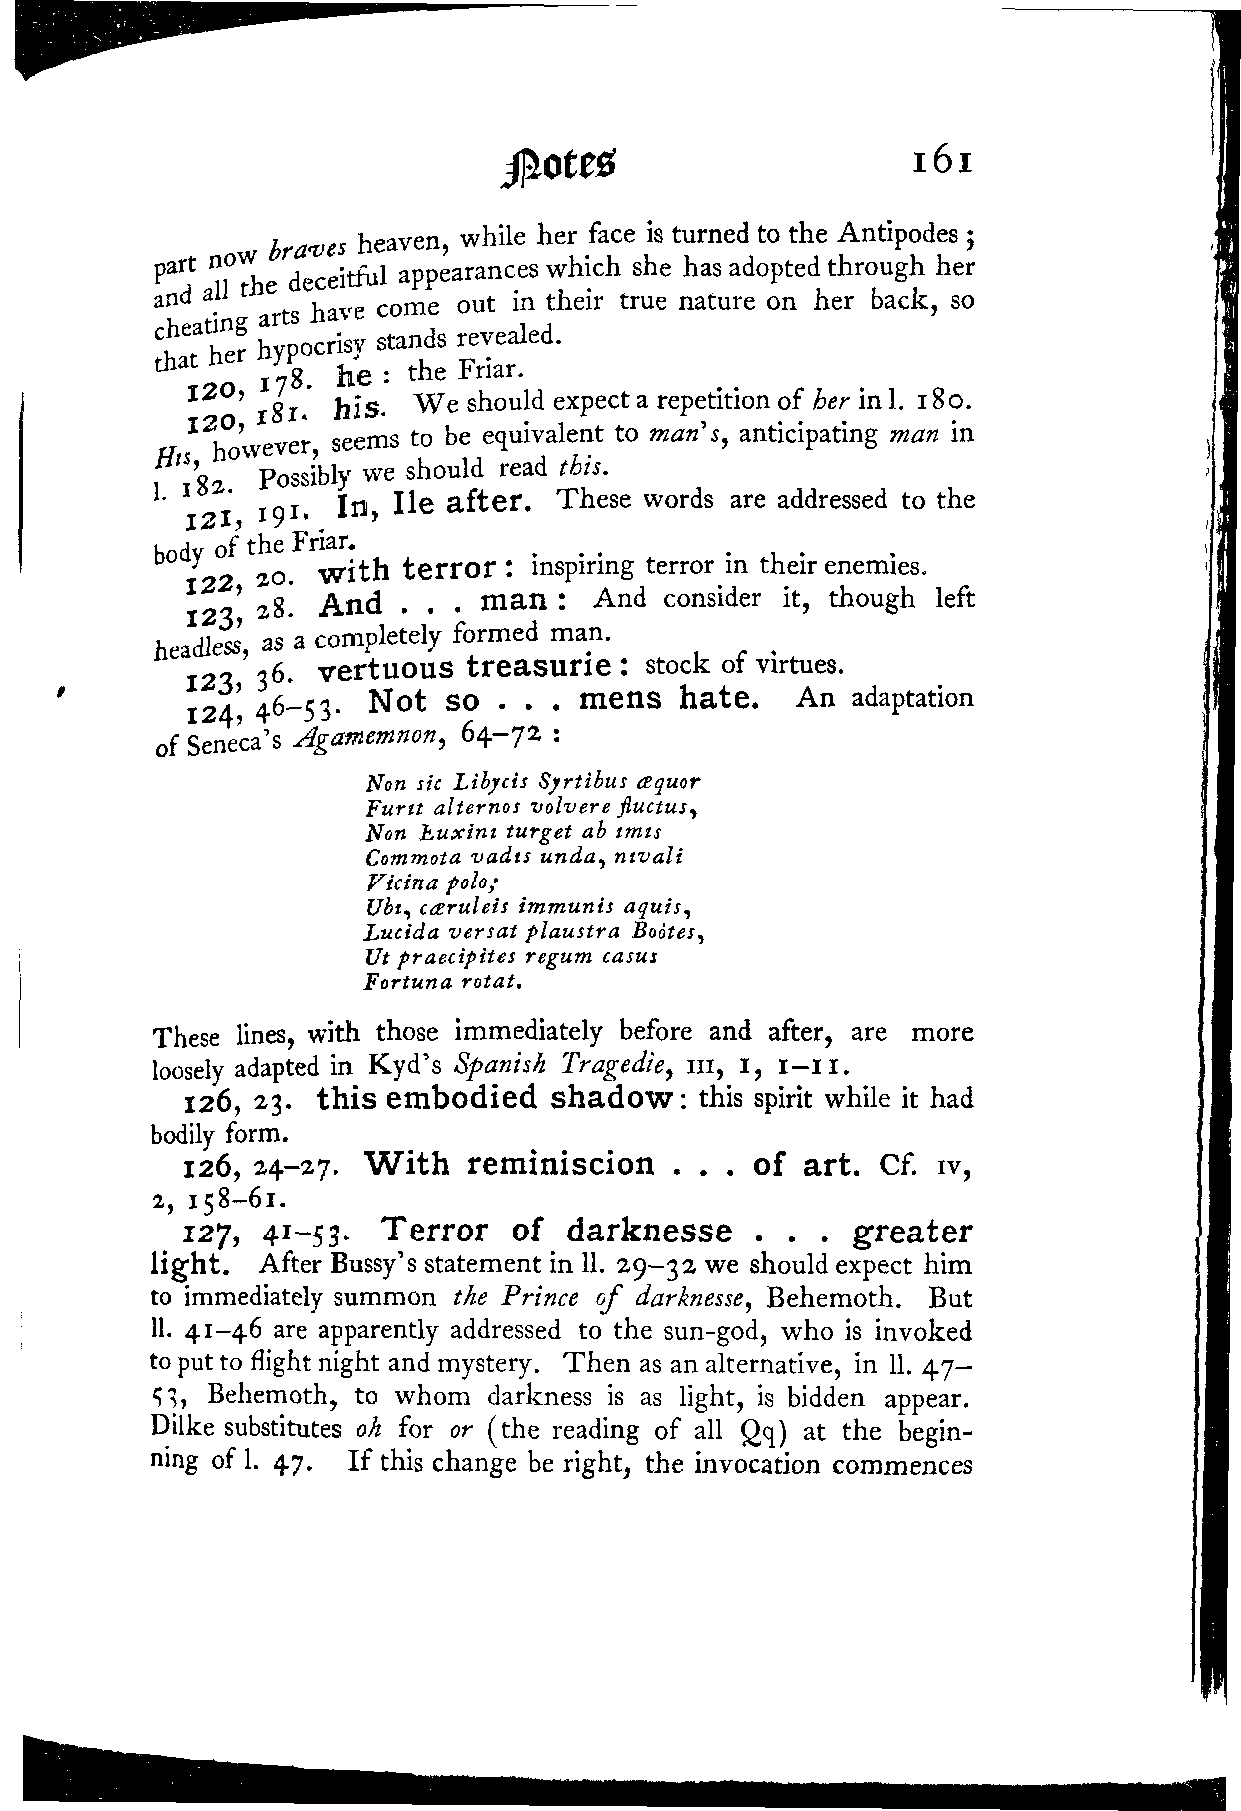 Notes 161
part now braves heaven, while her face is turned to the Antipodes ;
and all the deceitful appearances which she has adopted through her
cheating arts have come out in their true nature on her back, so
that her hypocrisy stands revealed.
120, 178. he : the Friar.
120, 181. his. We should expect a repetition of her in l. 180.
His, however, seems to be equivalent to man's, anticipating man in
l. 182. Possibly we should read this.
121, 191. In, Ile after. These words are addressed to the
body of the Friar.
122, 20. with terror : inspiring terror in their enemies.
123, 28. And . . . man : And consider it, though left
headless, as a completely formed man.
123, 36. vertuous treasurie : stock of virtues.
124, 46–53. Not so . . . mens hate. An adaptation
of Seneca's Agamemnon, 64–72 :
Non sic Libycis Syrtibus æquor
Furit alternos volvere fluctus,
Non Euxini turget ab imis
Commota vadis unda, nivali
Vicina polo;
Ubi, cæruleis immunis aquis,
Lucida versat plaustra Boötes,
Ut praecipites regum casus
Fortuna rotat.
These lines, with those immediately before and after, are more
loosely adapted in Kyd's Spanish Tragedie, III, 1, 1–11.
126, 23. this embodied shadow : this spirit while it had
bodily form.
126, 24–27. With reminiscion . . . of art. Cf. IV,
2, 158–61.
127, 41–53. Terror of darknesse . . . greater
light. After Bussy's statement in ll. 29–32 we should expect him
to immediately summon the Prince of darknesse, Behemoth. But
ll. 41–46 are apparently addressed to the sun-god, who is invoked
to put to flight night and mystery. Then as an alternative, in ll. 47–
53, Behemoth, to whom darkness is as light, is bidden appear.
Dilke substitutes oh for or (the reading of all Qq) at the begin-
ning of l. 47. If this change be right, the invocation commences